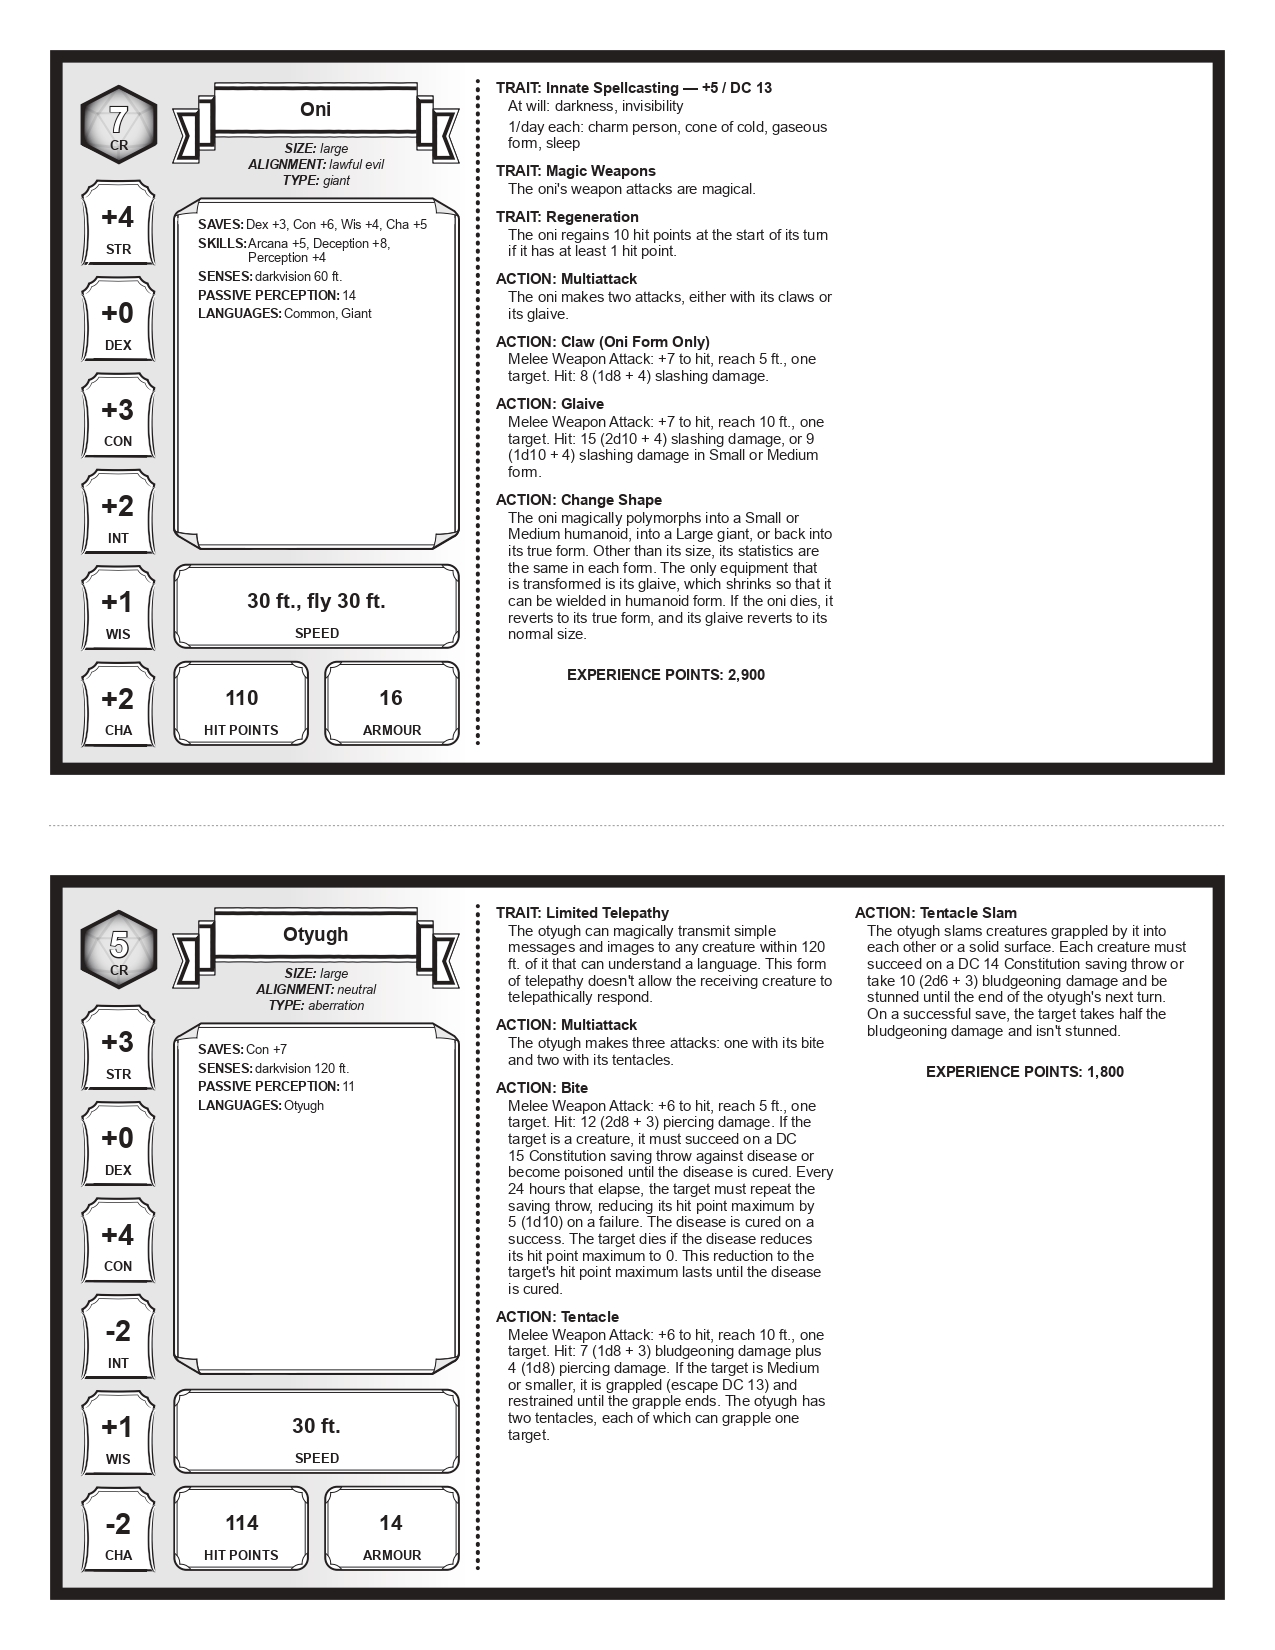 7
CR
Oni
SIZE: large
ALIGNMENT: lawful evil
TYPE: giant
+4
STR
+0
DEX
+3
CON
+2
INT
+1
WIS
+2
CHA
SAVES: Dex +3, Con +6, Wis +4, Cha +5
SKILLS: Arcana +5, Deception +8,
Perception +4
SENSES: darkvision 60 ft.
PASSIVE PERCEPTION: 14
LANGUAGES: Common, Giant
30 ft., fly 30 ft.
SPEED
110
HIT POINTS
16
ARMOUR
TRAIT: Innate Spellcasting — +5 / DC 13
At will: darkness, invisibility
1/day each: charm person, cone of cold, gaseous
form, sleep
TRAIT: Magic Weapons
The oni's weapon attacks are magical.
TRAIT: Regeneration
The oni regains 10 hit points at the start of its turn
if it has at least 1 hit point.
ACTION: Multiattack
The oni makes two attacks, either with its claws or
its glaive.
ACTION: Claw (Oni Form Only)
Melee Weapon Attack: +7 to hit, reach 5 ft., one
target. Hit: 8 (1d8 + 4) slashing damage.
ACTION: Glaive
Melee Weapon Attack: +7 to hit, reach 10 ft., one
target. Hit: 15 (2d10 + 4) slashing damage, or 9
(1d10 + 4) slashing damage in Small or Medium
form.
ACTION: Change Shape
The oni magically polymorphs into a Small or
Medium humanoid, into a Large giant, or back into
its true form. Other than its size, its statistics are
the same in each form. The only equipment that
is transformed is its glaive, which shrinks so that it
can be wielded in humanoid form. If the oni dies, it
reverts to its true form, and its glaive reverts to its
normal size.
EXPERIENCE POINTS: 2,900
5
CR
Otyugh
SIZE: large
ALIGNMENT: neutral
TYPE: aberration
+3
STR
+0
DEX
+4
CON
-2
INT
+1
WIS
-2
CHA
SAVES: Con +7
SENSES: darkvision 120 ft.
PASSIVE PERCEPTION: 11
LANGUAGES: Otyugh
30 ft.
SPEED
114
HIT POINTS
14
ARMOUR
TRAIT: Limited Telepathy
The otyugh can magically transmit simple
messages and images to any creature within 120
ft. of it that can understand a language. This form
of telepathy doesn't allow the receiving creature to
telepathically respond.
ACTION: Multiattack
The otyugh makes three attacks: one with its bite
and two with its tentacles.
ACTION: Bite
Melee Weapon Attack: +6 to hit, reach 5 ft., one
target. Hit: 12 (2d8 + 3) piercing damage. If the
target is a creature, it must succeed on a DC
15 Constitution saving throw against disease or
become poisoned until the disease is cured. Every
24 hours that elapse, the target must repeat the
saving throw, reducing its hit point maximum by
5 (1d10) on a failure. The disease is cured on a
success. The target dies if the disease reduces
its hit point maximum to 0. This reduction to the
target's hit point maximum lasts until the disease
is cured.
ACTION: Tentacle
Melee Weapon Attack: +6 to hit, reach 10 ft., one
target. Hit: 7 (1d8 + 3) bludgeoning damage plus
4 (1d8) piercing damage. If the target is Medium
or smaller, it is grappled (escape DC 13) and
restrained until the grapple ends. The otyugh has
two tentacles, each of which can grapple one
target.
ACTION: Tentacle Slam
The otyugh slams creatures grappled by it into
each other or a solid surface. Each creature must
succeed on a DC 14 Constitution saving throw or
take 10 (2d6 + 3) bludgeoning damage and be
stunned until the end of the otyugh's next turn.
On a successful save, the target takes half the
bludgeoning damage and isn't stunned.
EXPERIENCE POINTS: 1,800